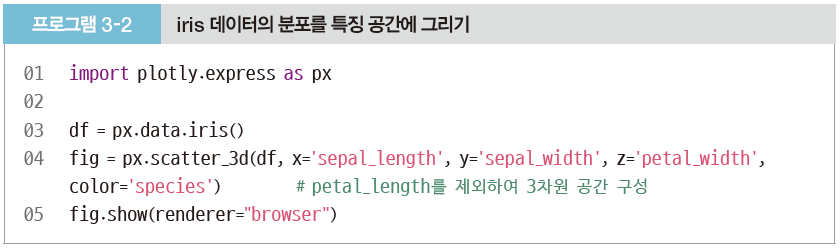 프로그램 3-2 iris 데이터의 분포를 특징 공간에 그리기
01 import plotly.express as px
02
03 df = px.data.iris()
04 fig = px.scatter_3d(df, x='sepal_length', y='sepal_width', z='petal_width',
color='species') # petal_length를 제외하여 3차원 공간 구성
05 fig.show(renderer="browser")